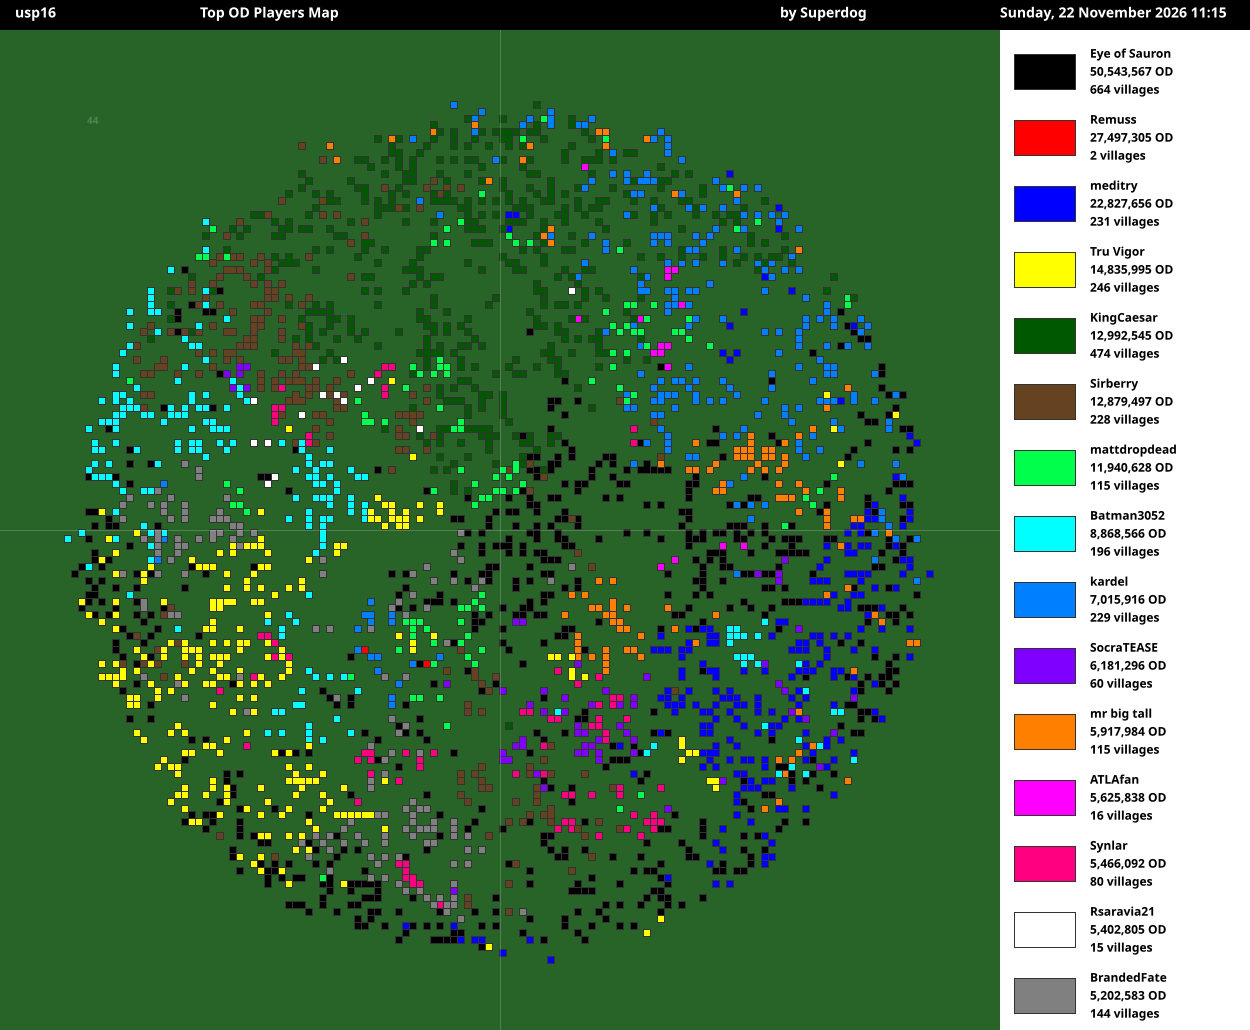 usp16 Top OD Players Map by Superdog Sunday, 22 November 2026 11:15
44
Eye of Sauron
50,543,567 OD
664 villages
Remuss
27,497,305 OD
2 villages
meditry
22,827,656 OD
231 villages
Tru Vigor
14,835,995 OD
246 villages
KingCaesar
12,992,545 OD
474 villages
Sirberry
12,879,497 OD
228 villages
mattdropdead
11,940,628 OD
115 villages
Batman3052
8,868,566 OD
196 villages
kardel
7,015,916 OD
229 villages
SocraTEASE
6,181,296 OD
60 villages
mr big tall
5,917,984 OD
115 villages
ATLAfan
5,625,838 OD
16 villages
Synlar
5,466,092 OD
80 villages
Rsaravia21
5,402,805 OD
15 villages
BrandedFate
5,202,583 OD
144 villages